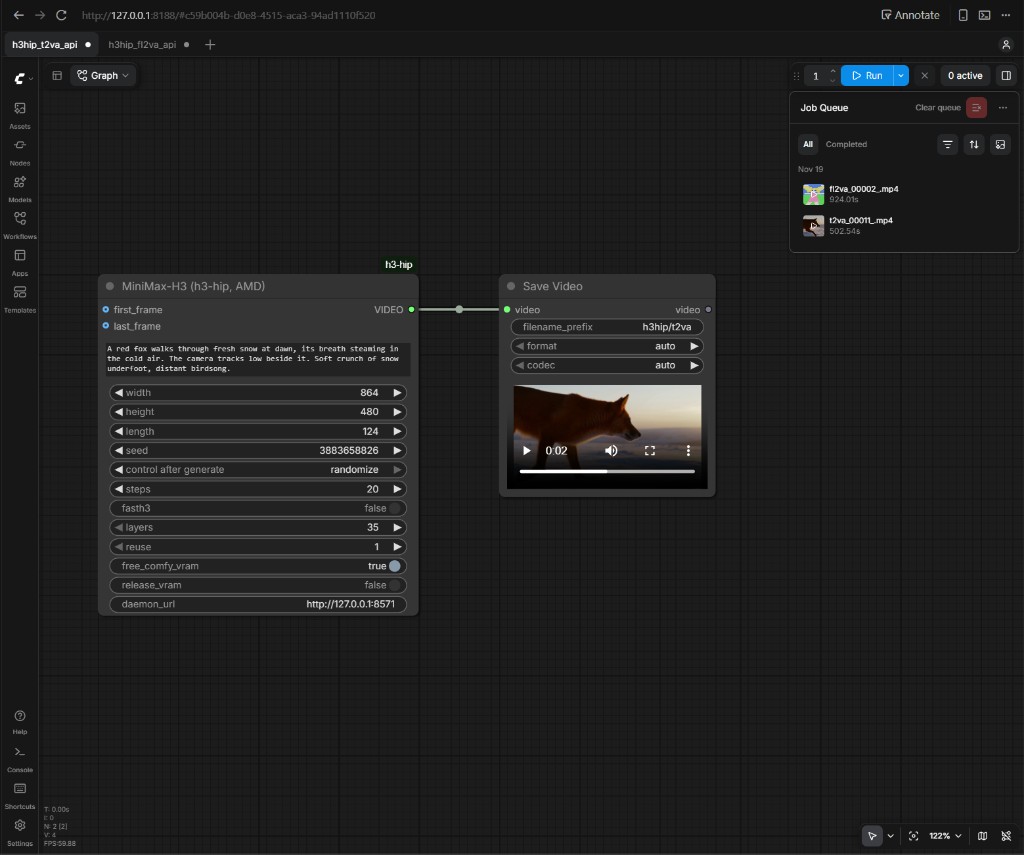 http://127.0.0.1:8188/#c59b004b-d0e8-4515-aca3-94ad1110f520
Annotate
h3hip_t2va_api
h3hip_fl2va_api
Graph
1
Run
0 active
Job Queue
Clear queue
All
Completed
Nov 19
fl2va_00002_.mp4
924.01s
t2va_00011_.mp4
502.54s
Assets
Nodes
Models
Workflows
Apps
Templates
h3-hip
MiniMax-H3 (h3-hip, AMD)
first_frame
VIDEO
last_frame
A red fox walks through fresh snow at dawn, its breath steaming in
the cold air. The camera tracks low beside it. Soft crunch of snow
underfoot, distant birdsong.
width 864
height 480
length 124
seed 3883658826
control after generate randomize
steps 20
fasth3 false
layers 35
reuse 1
free_comfy_vram true
release_vram false
daemon_url http://127.0.0.1:8571
Save Video
video video
filename_prefix h3hip/t2va
format auto
codec auto
0:02
Help
Console
Shortcuts
Settings
T: 0.00s
I: 0
N: 2 [2]
V: 4
FPS:59.88
122%